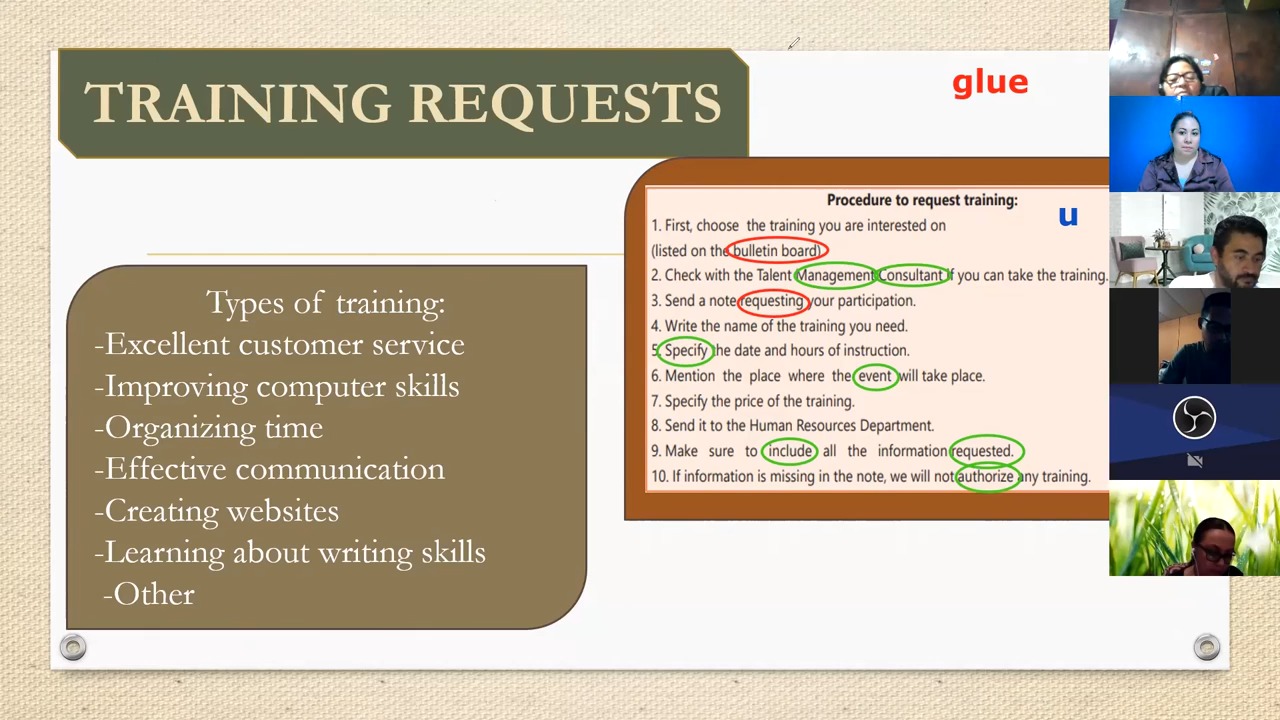 TRAINING REQUESTS
glue
u
Types of training:
-Excellent customer service
-Improving computer skills
-Organizing time
-Effective communication
-Creating websites
-Learning about writing skills
-Other
Procedure to request training:
1. First, choose the training you are interested on
(listed on the bulletin board)
2. Check with the Talent Management Consultant if you can take the training.
3. Send a note requesting your participation.
4. Write the name of the training you need.
5. Specify the date and hours of instruction.
6. Mention the place where the event will take place.
7. Specify the price of the training.
8. Send it to the Human Resources Department.
9. Make sure to include all the information requested.
10. If information is missing in the note, we will not authorize any training.